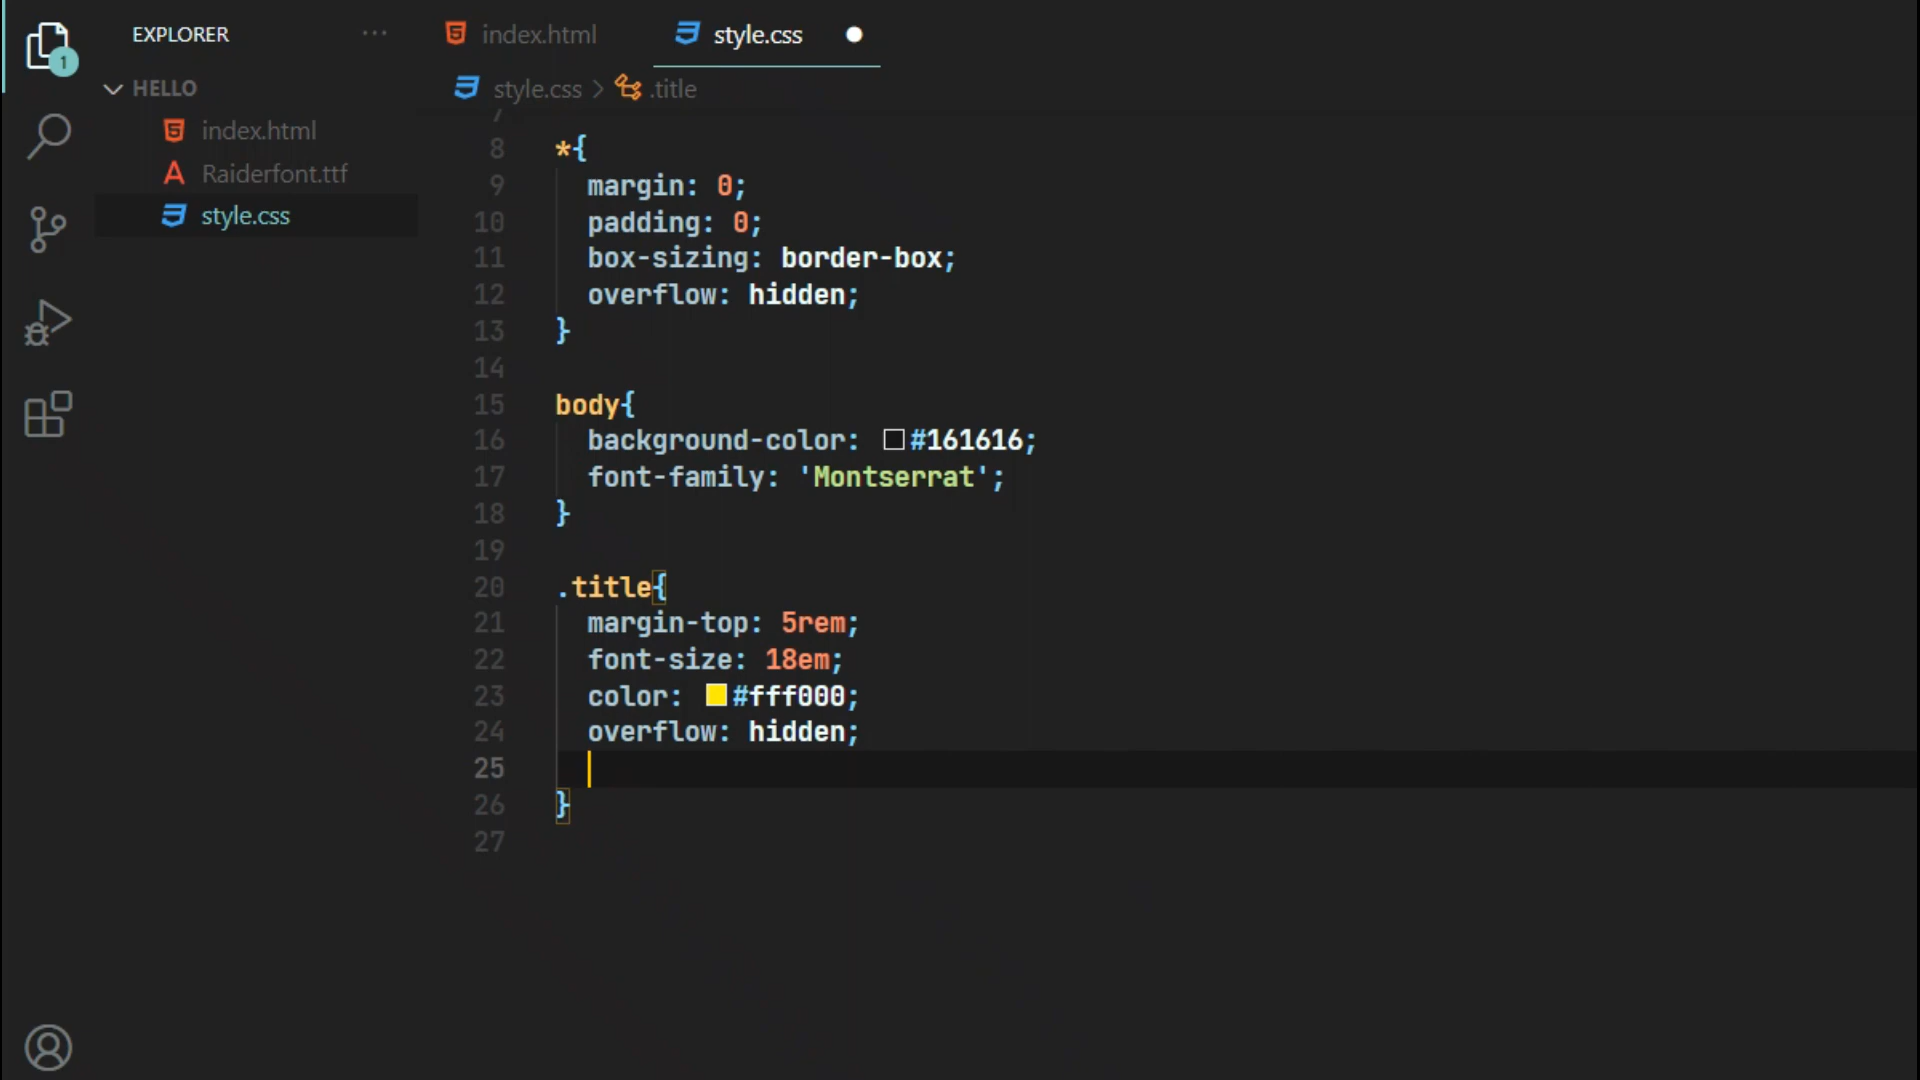 EXPLORER ···
index.html
style.css
1
HELLO
style.css > .title
index.html
Raiderfont.ttf
style.css
7
8 *{
9 margin: 0;
10 padding: 0;
11 box-sizing: border-box;
12 overflow: hidden;
13 }
14
15 body{
16 background-color: #161616;
17 font-family: 'Montserrat';
18 }
19
20 .title{
21 margin-top: 5rem;
22 font-size: 18em;
23 color: #fff000;
24 overflow: hidden;
25
26 }
27